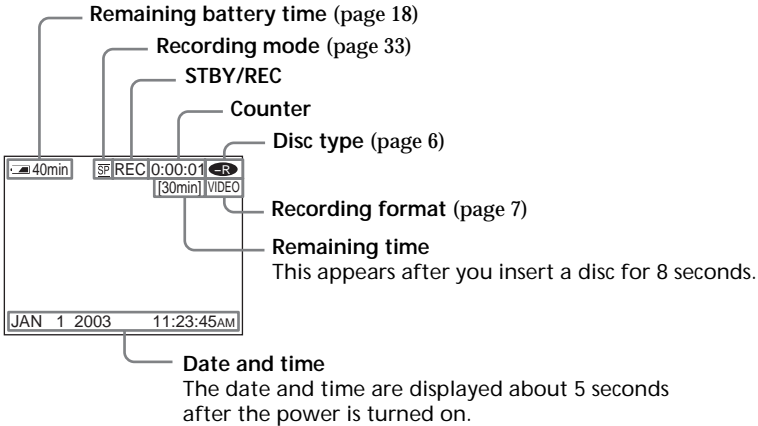 Remaining battery time (page 18)
Recording mode (page 33)
STBY/REC
Counter
Disc type (page 6)
40min SP REC 0:00:01 -R
[30min] VIDEO
Recording format (page 7)
Remaining time
This appears after you insert a disc for 8 seconds.
JAN 1 2003 11:23:45AM
Date and time
The date and time are displayed about 5 seconds
after the power is turned on.